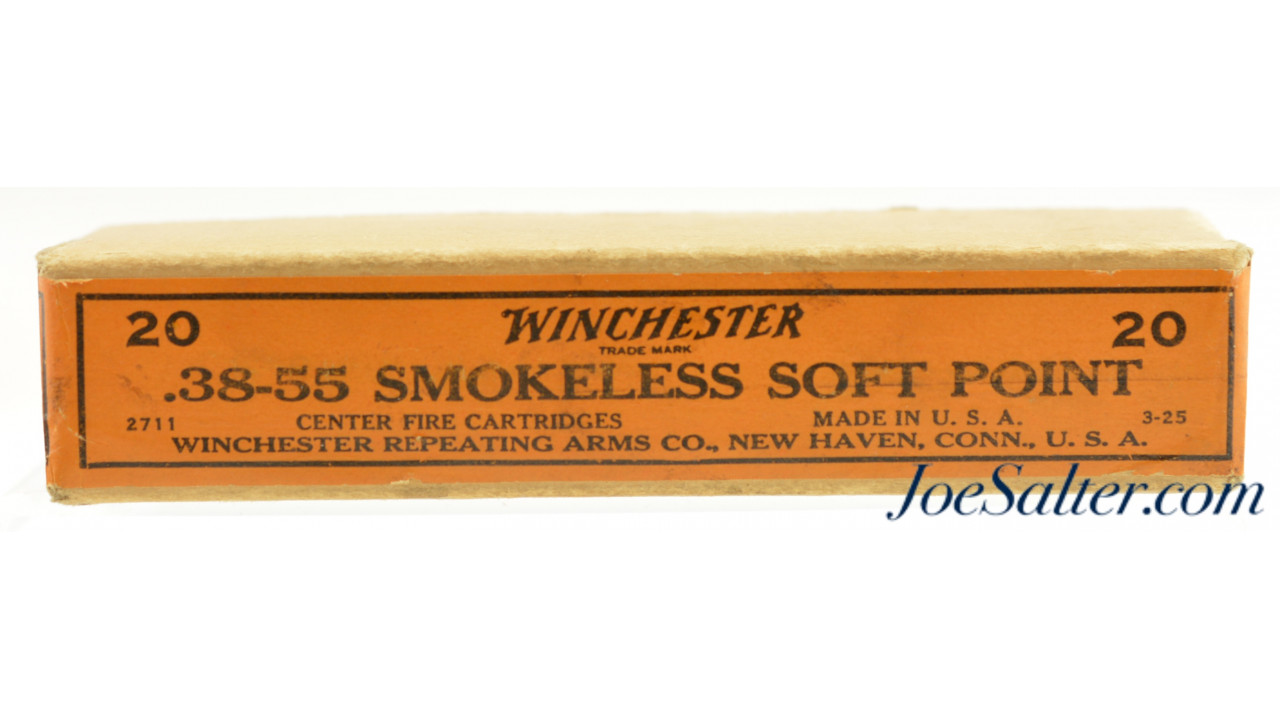 20 WINCHESTER 20
TRADE MARK
.38-55 SMOKELESS SOFT POINT
2711 CENTER FIRE CARTRIDGES MADE IN U. S. A. 3-25
WINCHESTER REPEATING ARMS CO., NEW HAVEN, CONN., U. S. A.
JoeSalter.com